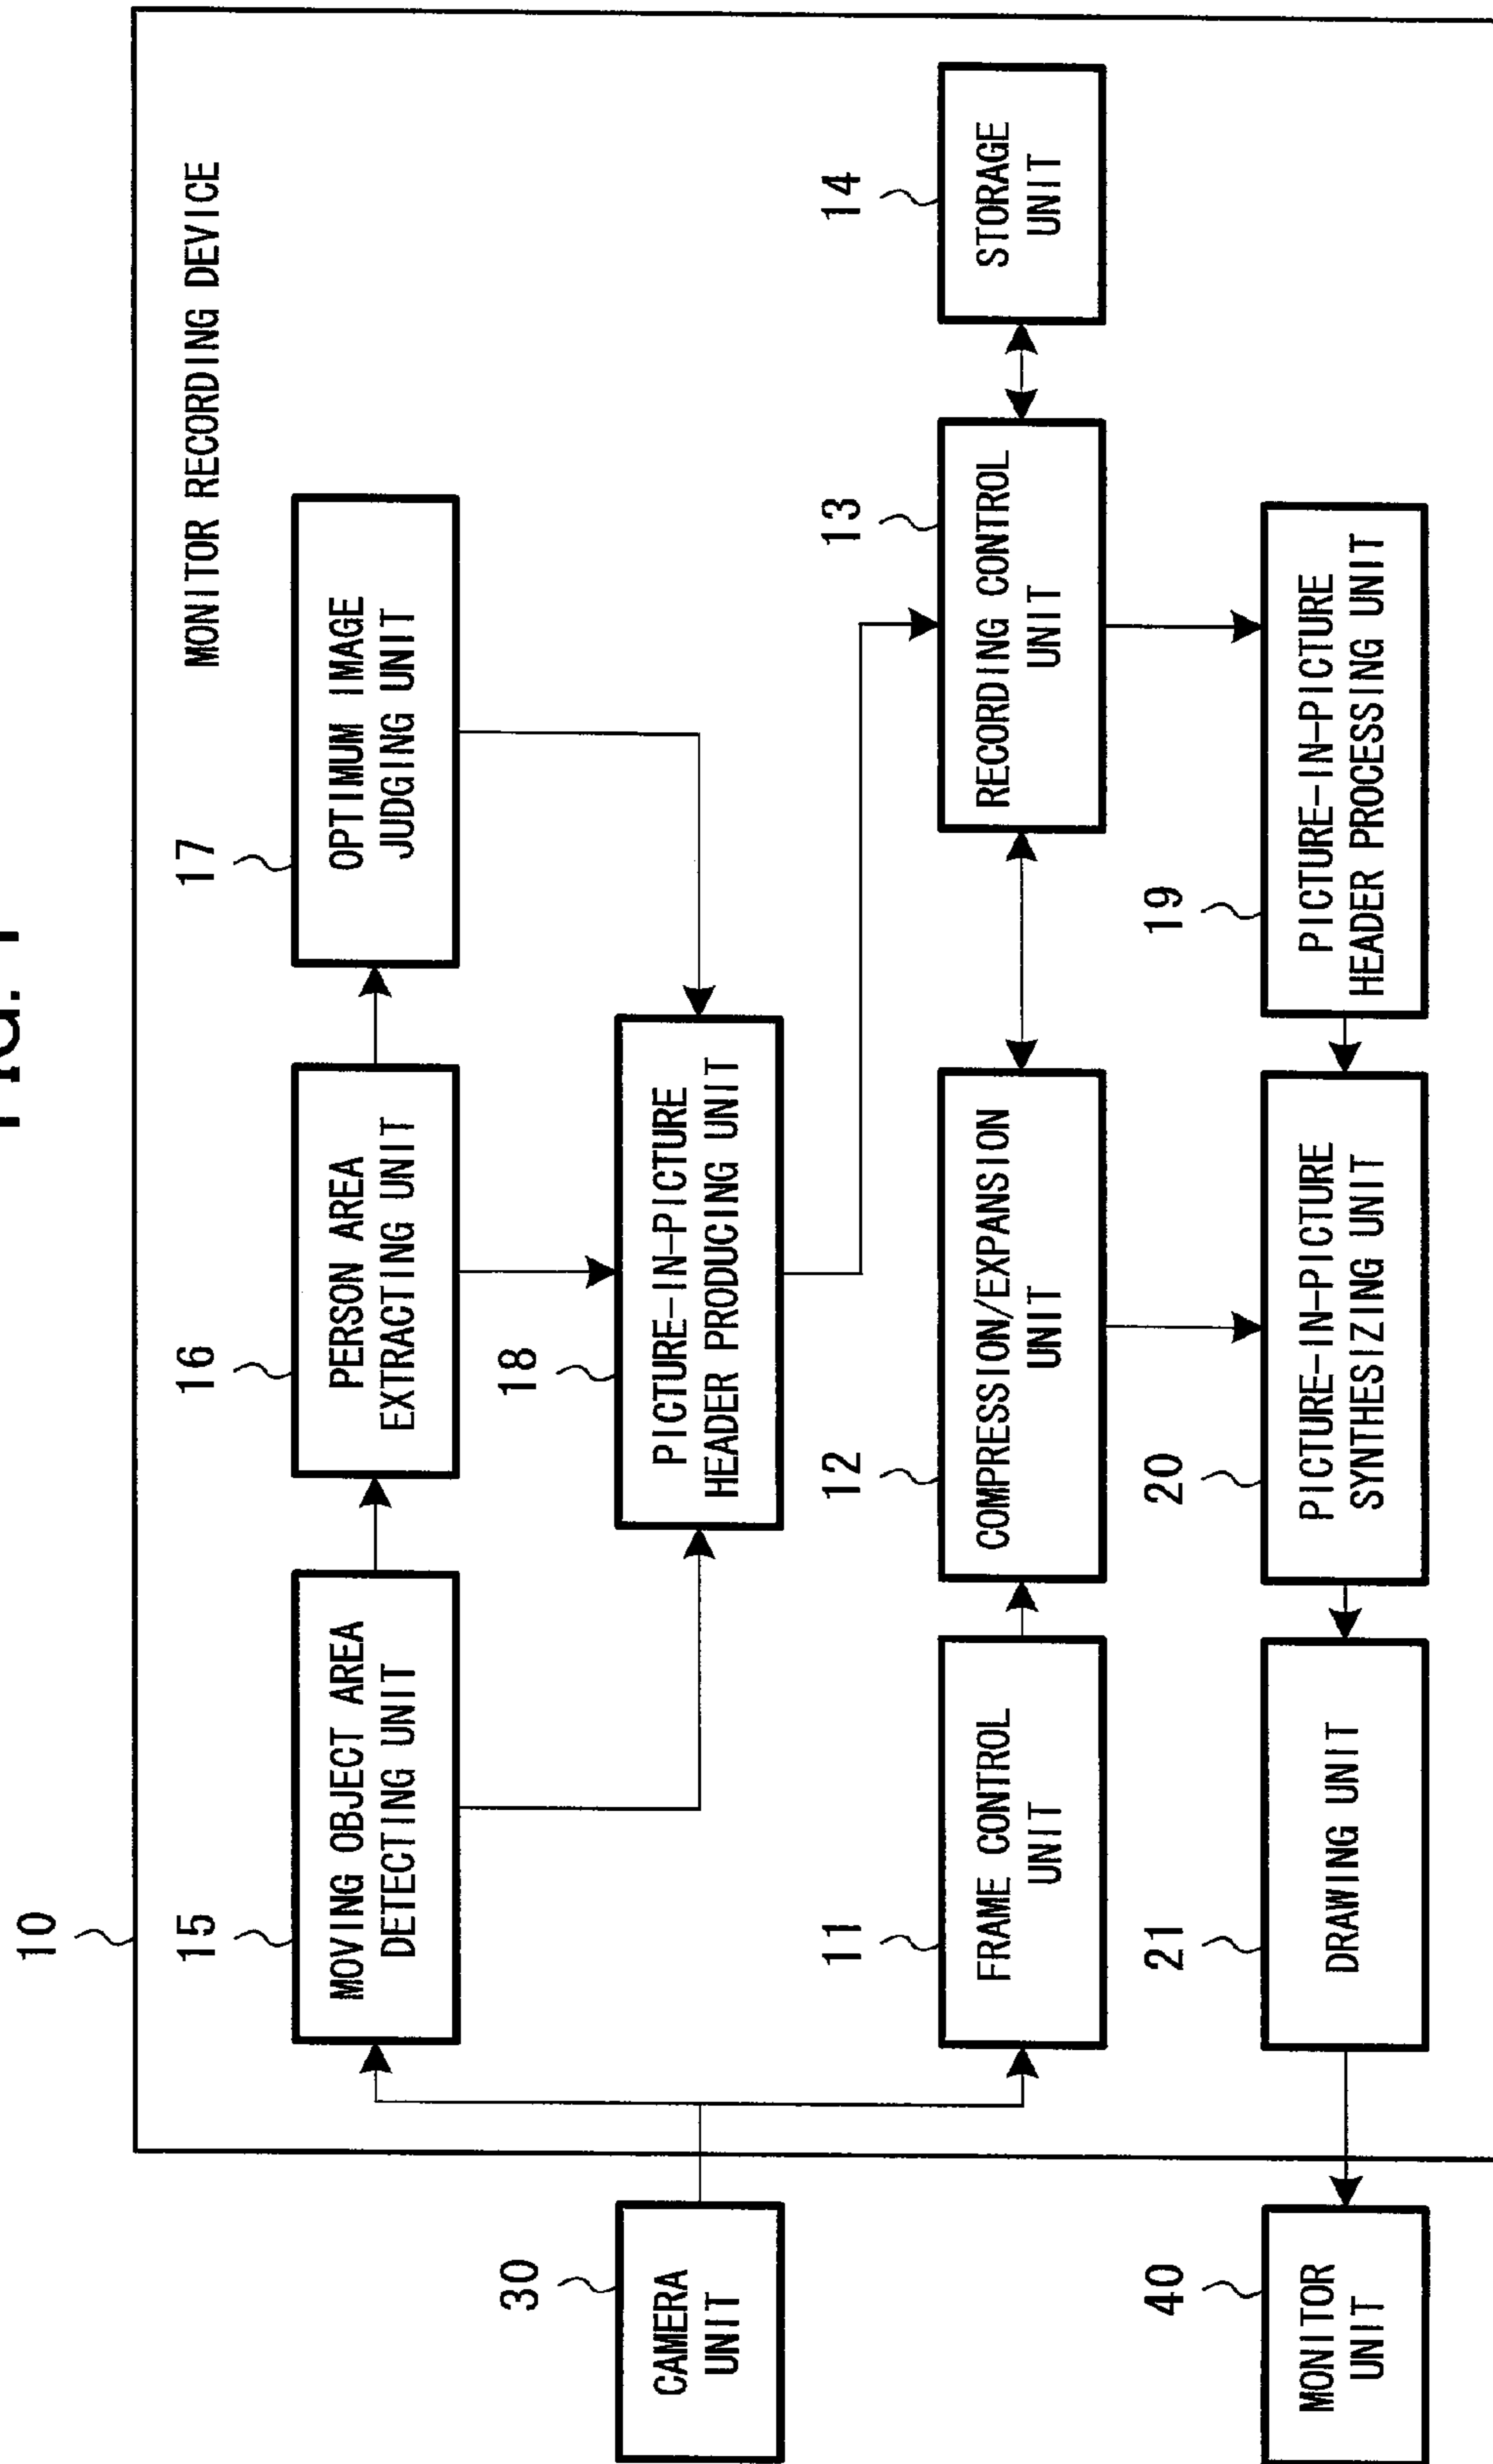 FIG. 1
10
MONITOR RECORDING DEVICE
15
MOVING OBJECT AREA
DETECTING UNIT
16
PERSON AREA
EXTRACTING UNIT
17
OPTIMUM IMAGE
JUDGING UNIT
30
CAMERA
UNIT
18
PICTURE-IN-PICTURE
HEADER PRODUCING UNIT
11
FRAME CONTROL
UNIT
12
COMPRESSION/EXPANSION
UNIT
13
RECORDING CONTROL
UNIT
14
STORAGE
UNIT
40
MONITOR
UNIT
21
DRAWING UNIT
20
PICTURE-IN-PICTURE
SYNTHESIZING UNIT
19
PICTURE-IN-PICTURE
HEADER PROCESSING UNIT